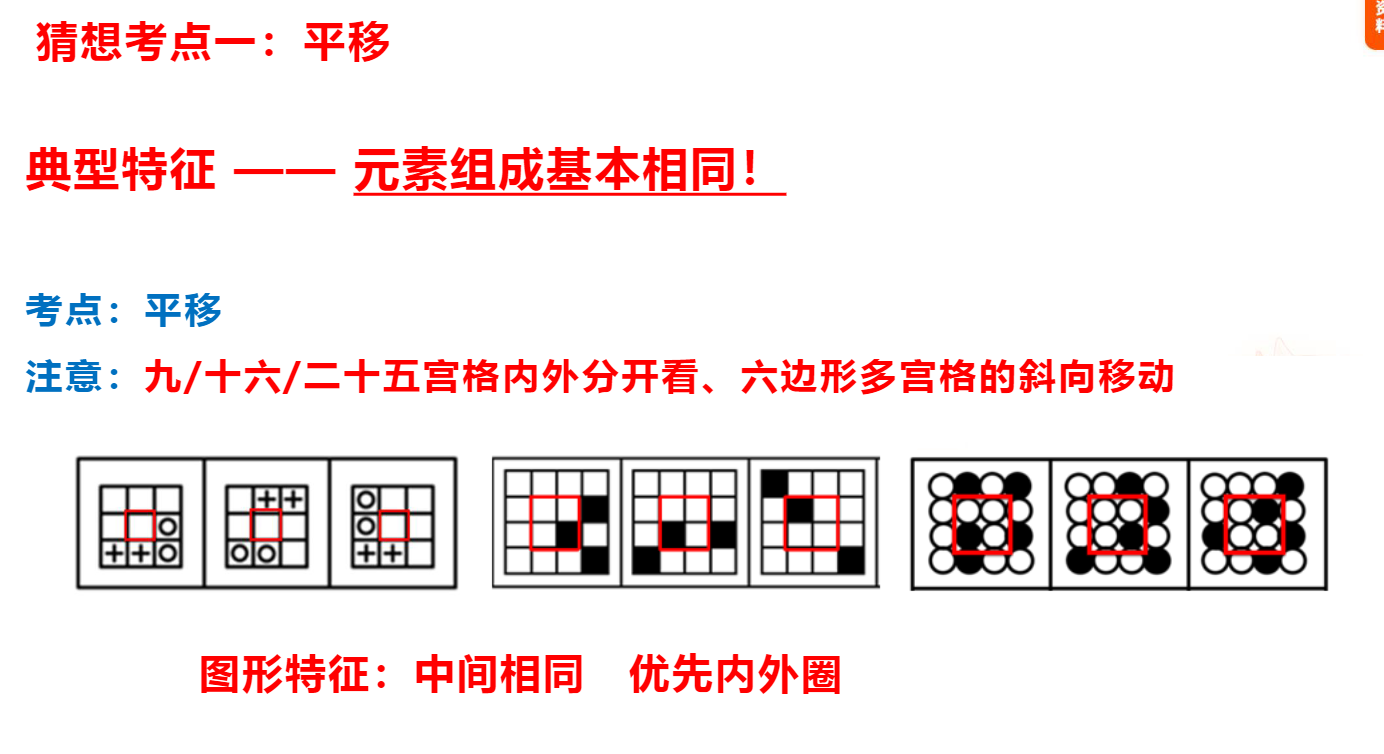 资料
猜想考点一：平移
典型特征 —— 元素组成基本相同！
考点：平移
注意：九/十六/二十五宫格内外分开看、六边形多宫格的斜向移动
图形特征：中间相同 优先内外圈